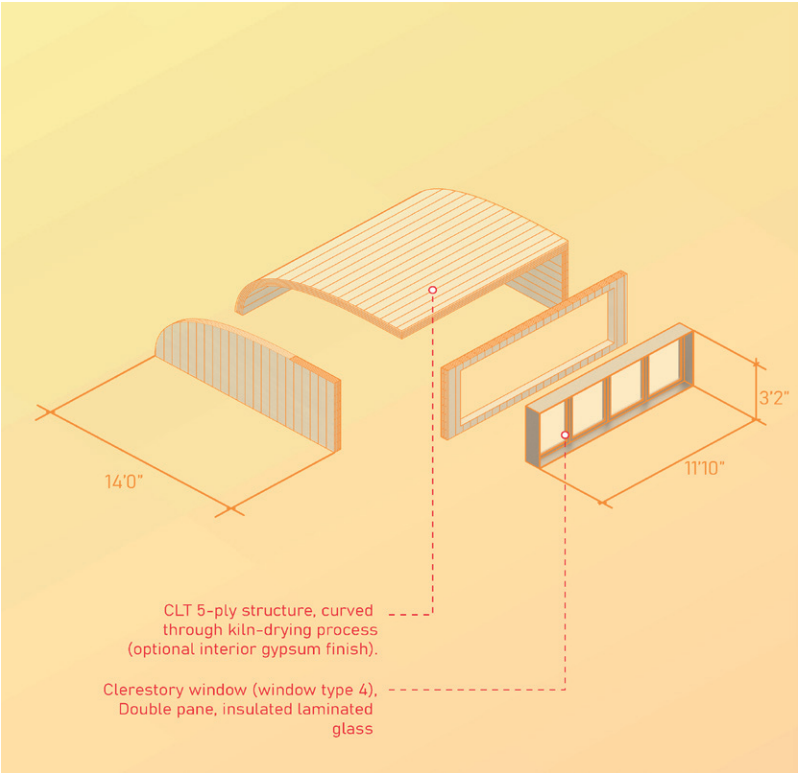 3'2"
11'10"
14'0"
CLT 5-ply structure, curved
through kiln-drying process
(optional interior gypsum finish).
Clerestory window (window type 4),
Double pane, insulated laminated
glass